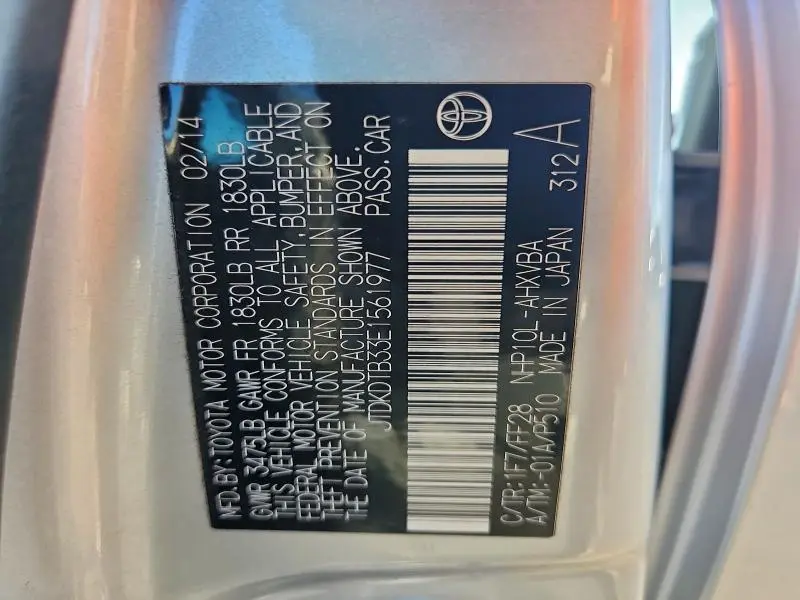 MFD.BY:TOYOTA MOTOR CORPORATION 02/14
GVWR 3475LB GAWR FR 1830LB RR 1830LB
THIS VEHICLE CONFORMS TO ALL APPLICABLE
FEDERAL MOTOR VEHICLE SAFETY,BUMPER,AND
THEFT PREVENTION STANDARDS IN EFFECT ON
THE DATE OF MANUFACTURE SHOWN ABOVE.
JTDKDTB33E1561977 PASS.CAR
C/TR:1F7/FF28 NHP10L-AHXVBA
A/TM:-01A/P510 MADE IN JAPAN 312A